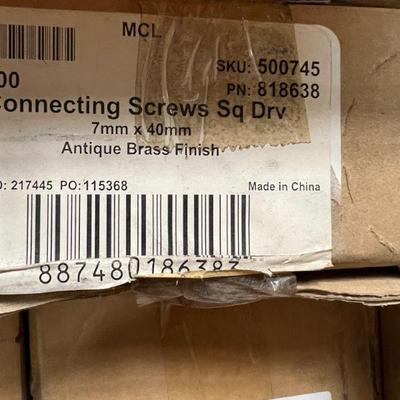 MCL
SKU: 500745
00 PN: 818638
Connecting Screws Sq Drv
7mm x 40mm
Antique Brass Finish
: 217445 PO: 115368 Made in China
887480186383